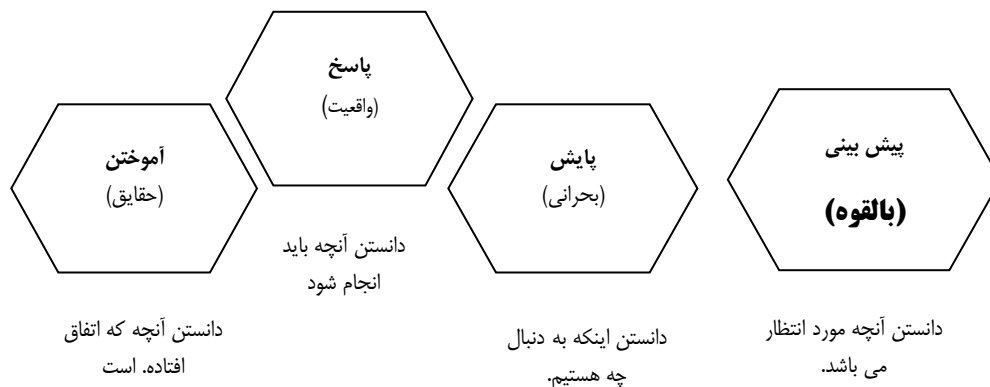 پیش بینی
(بالقوه)
دانستن آنچه مورد انتظار
می باشد.
پایش
(بحرانی)
دانستن اینکه به دنبال
چه هستیم.
پاسخ
(واقعیت)
دانستن آنچه باید
انجام شود
آموختن
(حقایق)
دانستن آنچه که اتفاق
افتاده. است